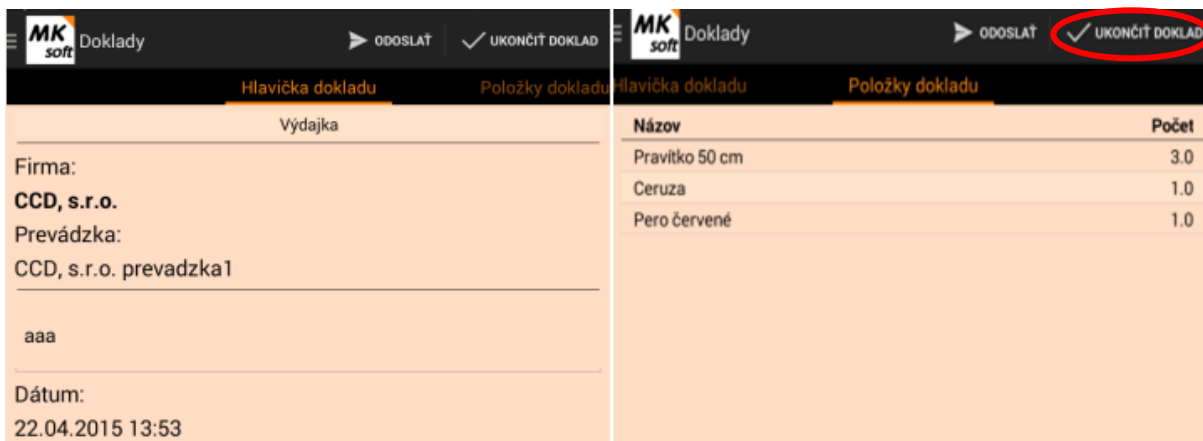 MK soft Doklady ODOSLAŤ UKONČIŤ DOKLAD
Hlavička dokladu Položky dokladu
Výdajka
Firma:
CCD, s.r.o.
Prevádzka:
CCD, s.r.o. prevadzka1
aaa
Dátum:
22.04.2015 13:53
MK soft Doklady ODOSLAŤ UKONČIŤ DOKLAD
Hlavička dokladu Položky dokladu
Názov Počet
Pravítko 50 cm 3.0
Ceruza 1.0
Pero červené 1.0